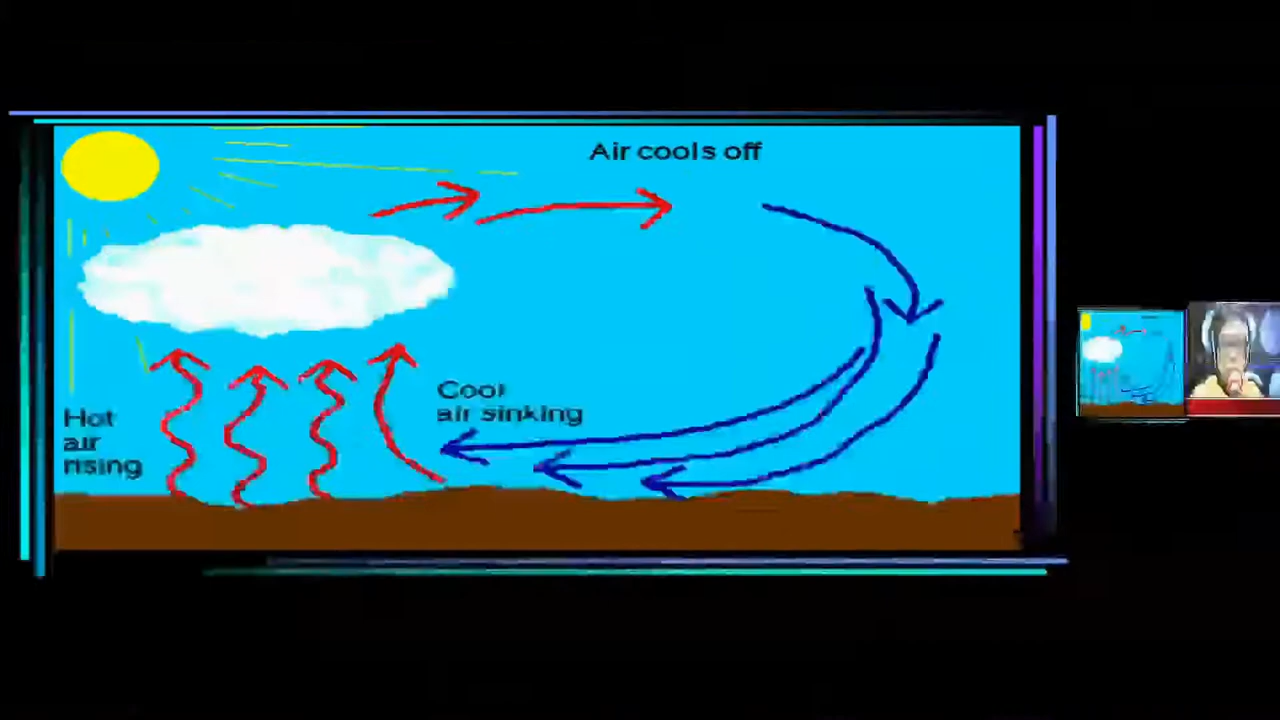 Air cools off
Cool
air sinking
Hot
air
rising